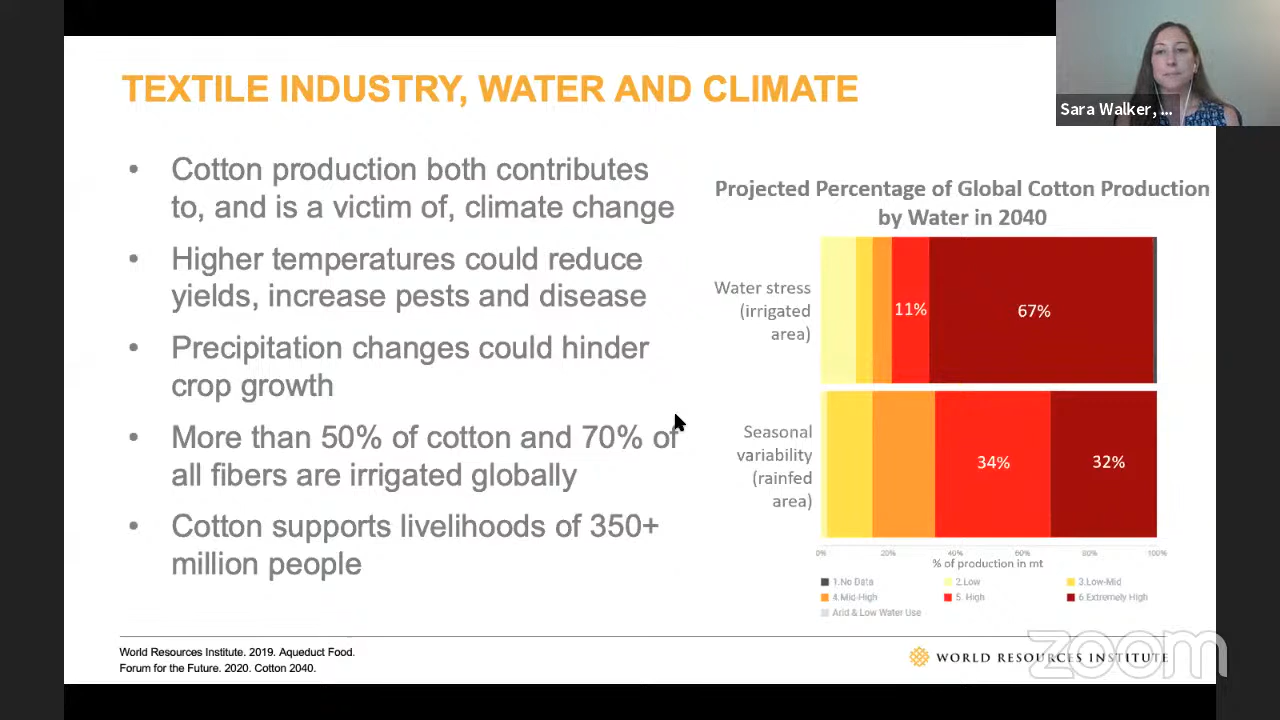 TEXTILE INDUSTRY, WATER AND CLIMATE
Sara Walker, ...
• Cotton production both contributes
to, and is a victim of, climate change
• Higher temperatures could reduce
yields, increase pests and disease
• Precipitation changes could hinder
crop growth
• More than 50% of cotton and 70% of
all fibers are irrigated globally
• Cotton supports livelihoods of 350+
million people
Projected Percentage of Global Cotton Production
by Water in 2040
Water stress
(irrigated
area)
11%
67%
Seasonal
variability
(rainfed
area)
34%
32%
0% 20% 40% 60% 80% 100%
% of production in mt
1.No Data 2.Low 3.Low-Mid
4.Mid-High 5. High 6.Extremely High
Arid & Low Water Use
World Resources Institute. 2019. Aqueduct Food.
Forum for the Future. 2020. Cotton 2040.
WORLD RESOURCES INSTITUTE
zoom